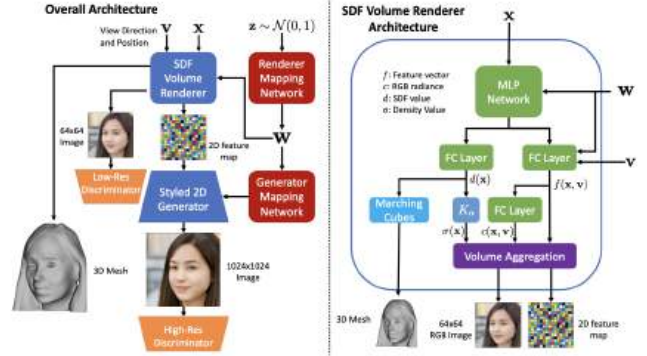 Overall Architecture
View Direction
and Position
v
x
z ∼ N(0, 1)
SDF
Volume
Renderer
Renderer
Mapping
Network
64x64
Image
2D feature
map
w
Low-Res
Discriminator
Styled 2D
Generator
Generator
Mapping
Network
3D Mesh
1024x1024
Image
High-Res
Discriminator
SDF Volume Renderer
Architecture
x
f: Feature vector
c: RGB radiance
d: SDF value
σ: Density Value
MLP
Network
w
FC Layer
FC Layer
v
d(x)
f(x, v)
Marching
Cubes
Kα
FC Layer
σ(x)
c(x, v)
Volume Aggregation
3D Mesh
64x64
RGB Image
2D feature
map